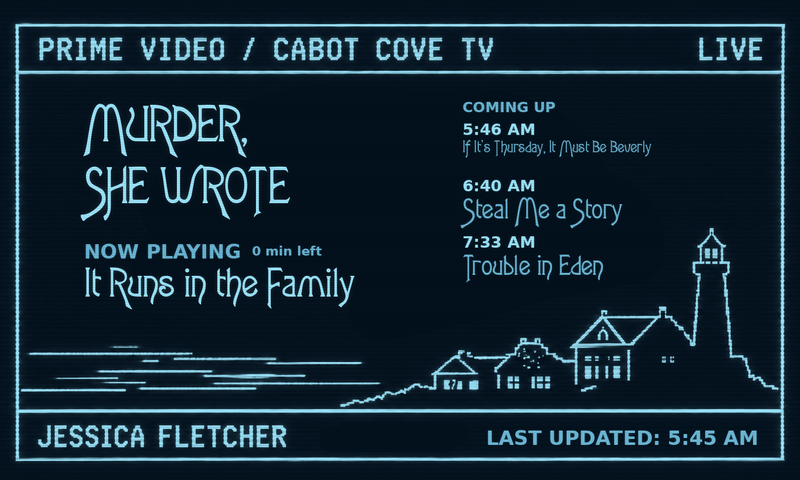 PRIME VIDEO / CABOT COVE TV
LIVE
MURDER,
SHE WROTE
NOW PLAYING 0 min left
It Runs in the Family
COMING UP
5:46 AM
If It's Thursday, It Must Be Beverly
6:40 AM
Steal Me a Story
7:33 AM
Trouble in Eden
JESSICA FLETCHER
LAST UPDATED: 5:45 AM